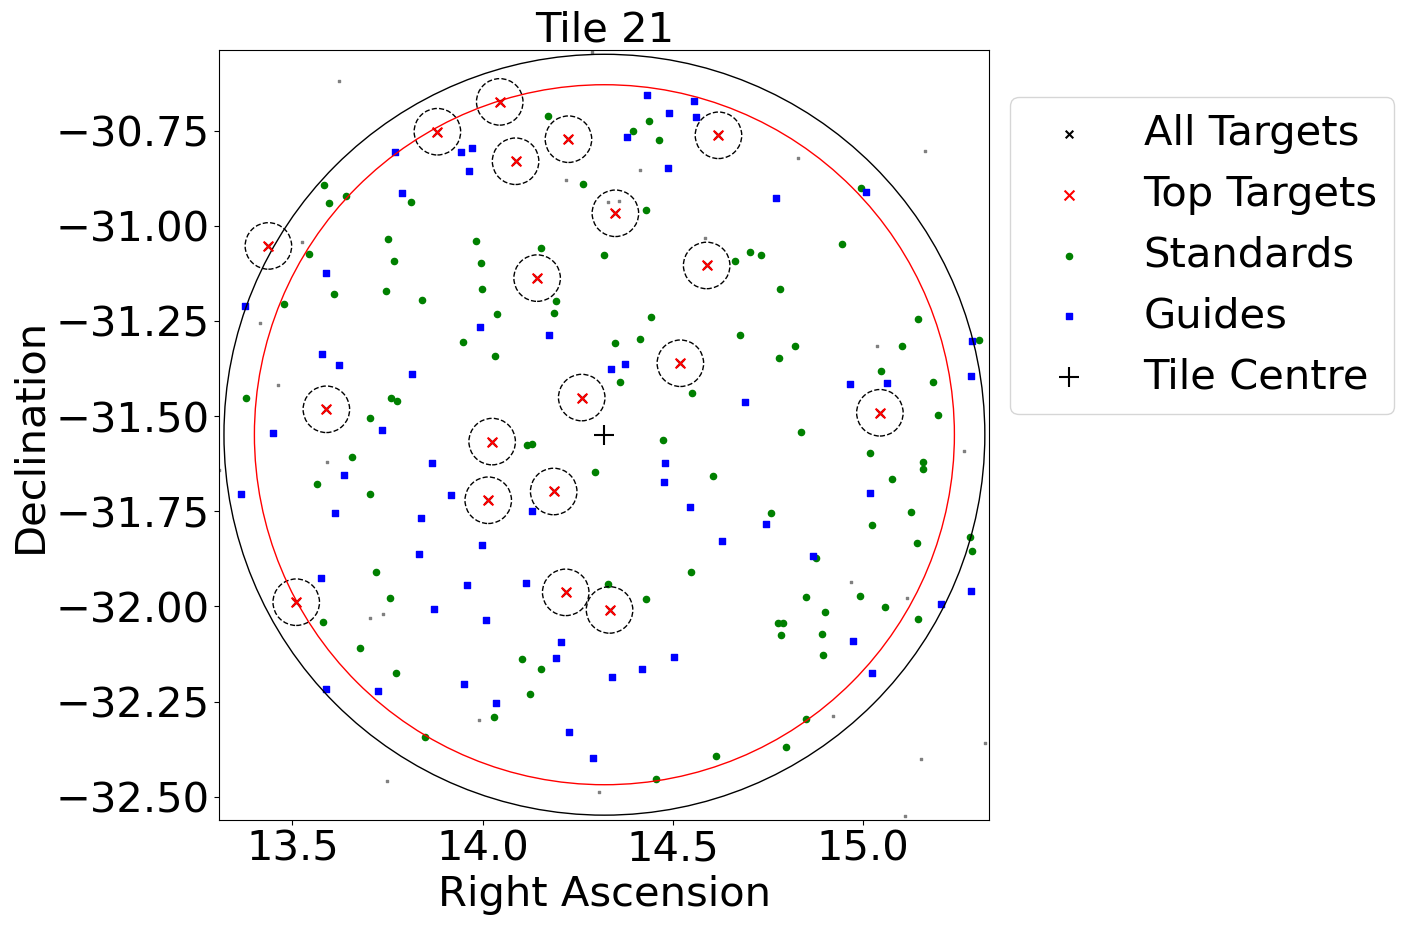 Tile 21
All Targets
Top Targets
Standards
Guides
Tile Centre
−30.75
−31.00
−31.25
−31.50
−31.75
−32.00
−32.25
−32.50
Declination
13.5 14.0 14.5 15.0
Right Ascension